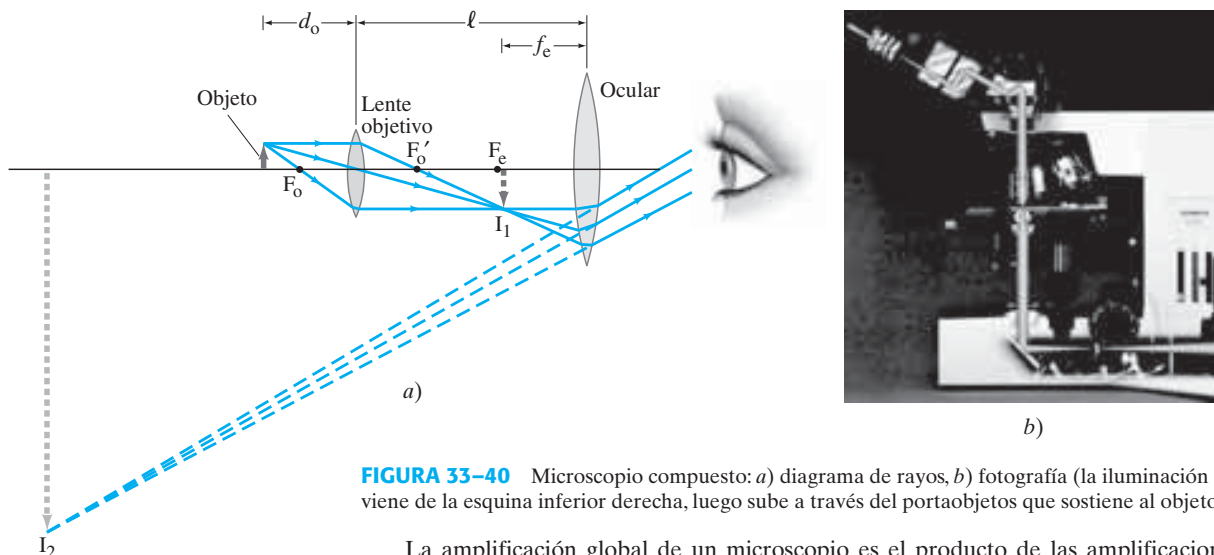 d_o
ℓ
f_e
Objeto
Lente
objetivo
Ocular
F_o′
F_e
F_o
I_1
a)
b)
I_2
FIGURA 33–40 Microscopio compuesto: a) diagrama de rayos, b) fotografía (la iluminación
viene de la esquina inferior derecha, luego sube a través del portaobjetos que sostiene al objeto
La amplificación global de un microscopio es el producto de las